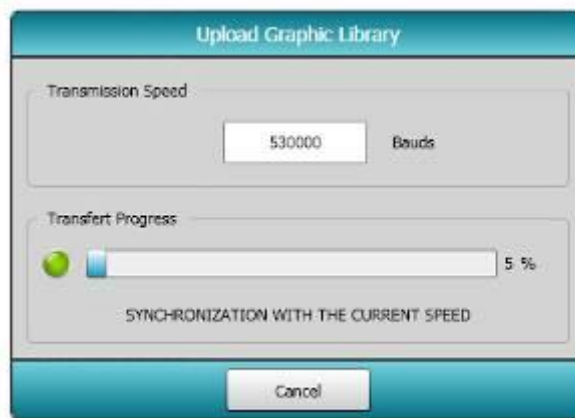 Upload Graphic Library
Transmission Speed
530000 Bauds
Transfert Progress
5 %
SYNCHRONIZATION WITH THE CURRENT SPEED
Cancel